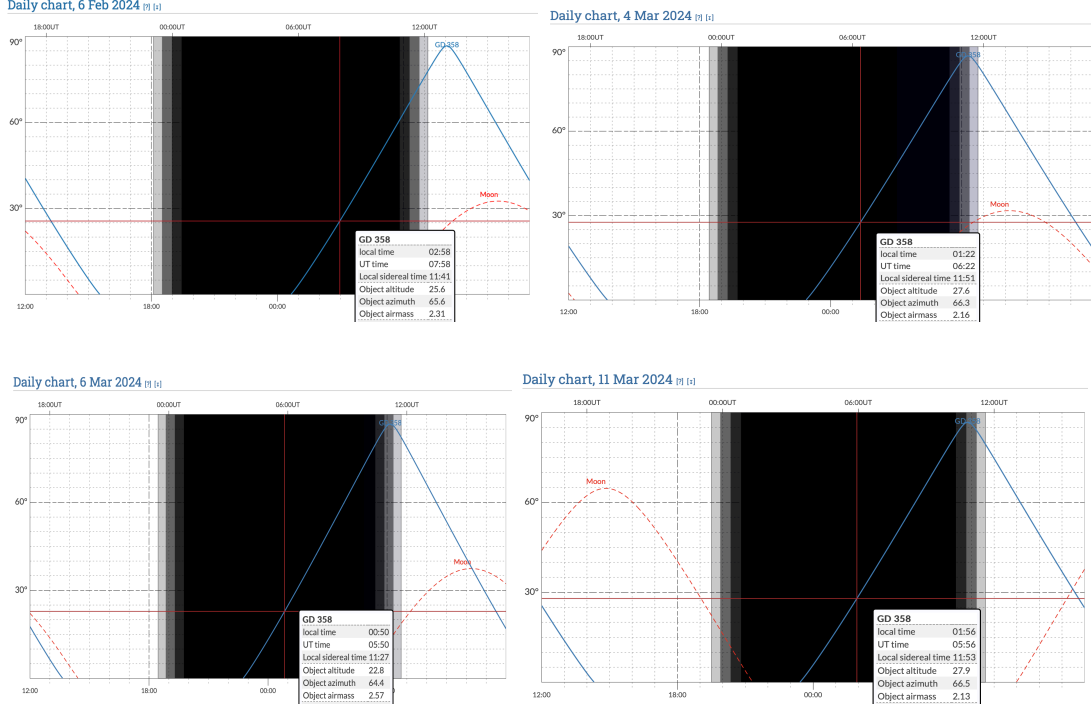 Daily chart, 6 Feb 2024 [?] [±]
18:00UT 00:00UT 06:00UT 12:00UT
90°
60°
30°
GD 358
Moon
GD 358
local time 02:58
UT time 07:58
Local sidereal time 11:41
Object altitude 25.6
Object azimuth 65.6
Object airmass 2.31
12:00 18:00 00:00
Daily chart, 4 Mar 2024 [?] [±]
18:00UT 00:00UT 06:00UT 12:00UT
90°
60°
30°
GD 358
Moon
GD 358
local time 01:22
UT time 06:22
Local sidereal time 11:51
Object altitude 27.6
Object azimuth 66.3
Object airmass 2.16
12:00 18:00 00:00
Daily chart, 6 Mar 2024 [?] [±]
18:00UT 00:00UT 06:00UT 12:00UT
90°
60°
30°
GD 358
Moon
GD 358
local time 00:50
UT time 05:50
Local sidereal time 11:27
Object altitude 22.8
Object azimuth 64.4
Object airmass 2.57
12:00 18:00 00:00
Daily chart, 11 Mar 2024 [?] [±]
18:00UT 00:00UT 06:00UT 12:00UT
90°
60°
30°
GD 358
Moon
GD 358
local time 01:56
UT time 05:56
Local sidereal time 11:53
Object altitude 27.9
Object azimuth 66.5
Object airmass 2.13
12:00 18:00 00:00